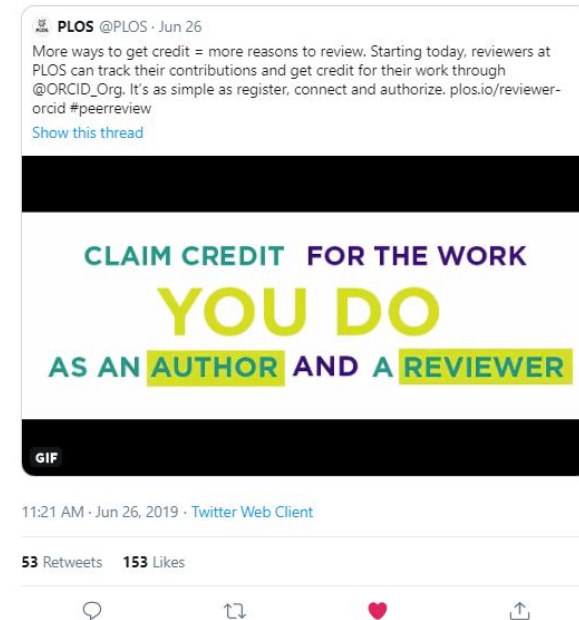 PLOS @PLOS · Jun 26
More ways to get credit = more reasons to review. Starting today, reviewers at
PLOS can track their contributions and get credit for their work through
@ORCID_Org. It's as simple as register, connect and authorize. plos.io/reviewer-
orcid #peerreview
Show this thread
CLAIM CREDIT FOR THE WORK
YOU DO
AS AN AUTHOR AND A REVIEWER
GIF
11:21 AM · Jun 26, 2019 · Twitter Web Client
53 Retweets 153 Likes